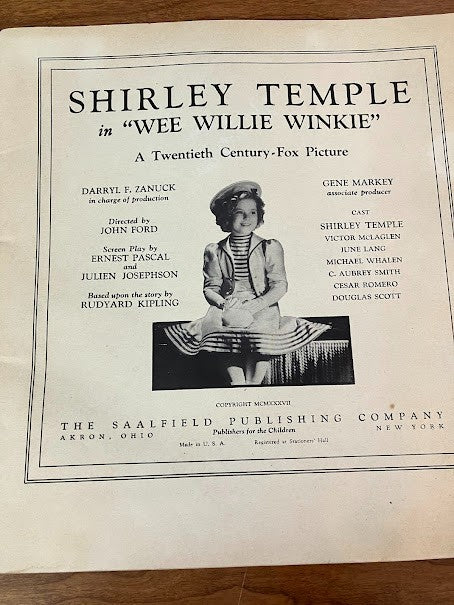 SHIRLEY TEMPLE
in "WEE WILLIE WINKIE"
A Twentieth Century-Fox Picture
DARRYL F. ZANUCK
in charge of production
Directed by
JOHN FORD
Screen Play by
ERNEST PASCAL
and
JULIEN JOSEPHSON
Based upon the story by
RUDYARD KIPLING
GENE MARKEY
associate producer
CAST
SHIRLEY TEMPLE
VICTOR McLAGLEN
JUNE LANG
MICHAEL WHALEN
C. AUBREY SMITH
CESAR ROMERO
DOUGLAS SCOTT
COPYRIGHT MCMXXXVII
THE SAALFIELD PUBLISHING COMPANY
AKRON, OHIO Publishers for the Children NEW YORK
Made in U. S. A. Registered at Stationers' Hall